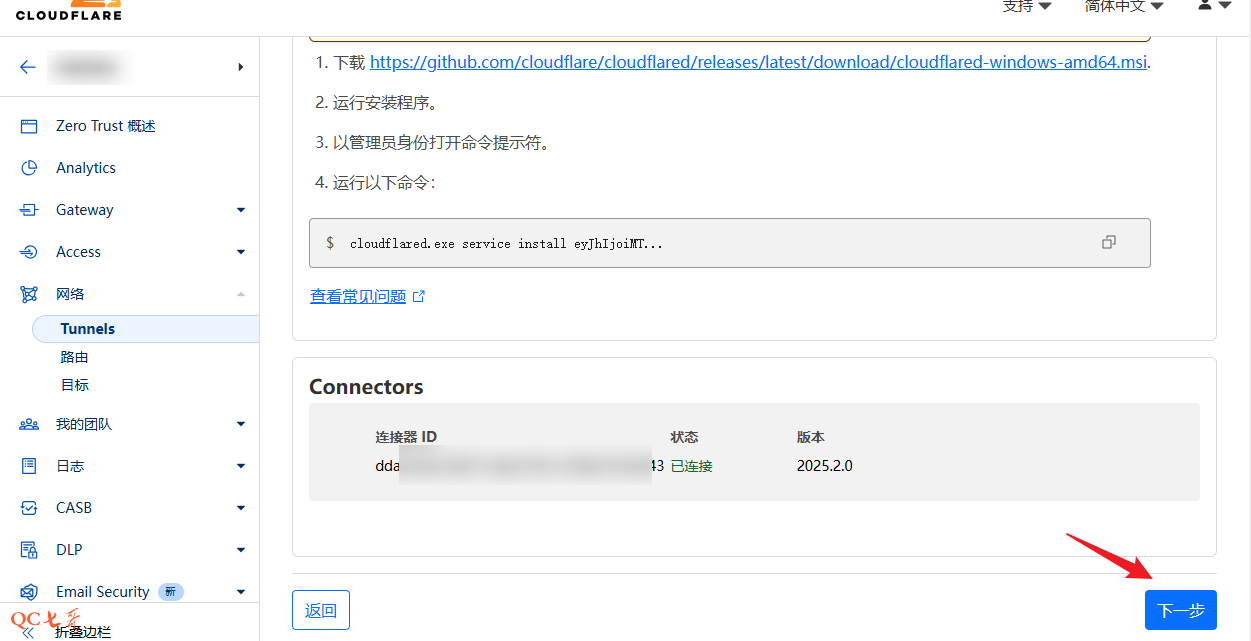 CLOUDFLARE
支持
简体中文
Zero Trust 概述
Analytics
Gateway
Access
网络
Tunnels
路由
目标
我的团队
日志
CASB
DLP
Email Security 新
QC七哥
折叠边栏
1. 下载 https://github.com/cloudflare/cloudflared/releases/latest/download/cloudflared-windows-amd64.msi.
2. 运行安装程序。
3. 以管理员身份打开命令提示符。
4. 运行以下命令：
$ cloudflared.exe service install eyJhIjoiMT...
查看常见问题
Connectors
连接器 ID 状态 版本
dda 43 已连接 2025.2.0
返回
下一步